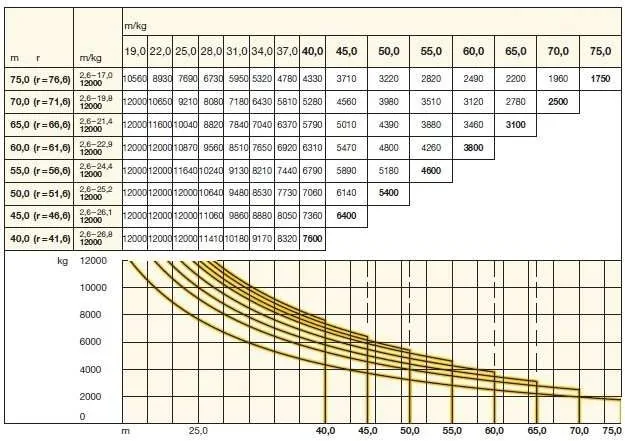 m/kg
m r m/kg 19,0 22,0 25,0 28,0 31,0 34,0 37,0 40,0 45,0 50,0 55,0 60,0 65,0 70,0 75,0
75,0 (r=76,6) 2,6–17,0 12000 10560 8930 7690 6730 5950 5320 4780 4330 3710 3220 2820 2490 2200 1960 1750
70,0 (r=71,6) 2,6–19,8 12000 12000 10650 9210 8080 7180 6430 5810 5280 4560 3980 3510 3120 2780 2500
65,0 (r=66,6) 2,6–21,4 12000 12000 11600 10040 8820 7840 7040 6370 5790 5010 4390 3880 3460 3100
60,0 (r=61,6) 2,6–22,9 12000 12000 12000 10870 9560 8510 7650 6920 6310 5470 4800 4260 3800
55,0 (r=56,6) 2,6–24,4 12000 12000 12000 11640 10240 9130 8210 7440 6790 5890 5180 4600
50,0 (r=51,6) 2,6–25,2 12000 12000 12000 12000 10640 9480 8530 7730 7060 6140 5400
45,0 (r=46,6) 2,6–26,1 12000 12000 12000 12000 11060 9860 8880 8050 7360 6400
40,0 (r=41,6) 2,6–26,8 12000 12000 12000 12000 11410 10180 9170 8320 7600
kg 12000
10000
8000
6000
4000
2000
0
m 25,0 40,0 45,0 50,0 55,0 60,0 65,0 70,0 75,0